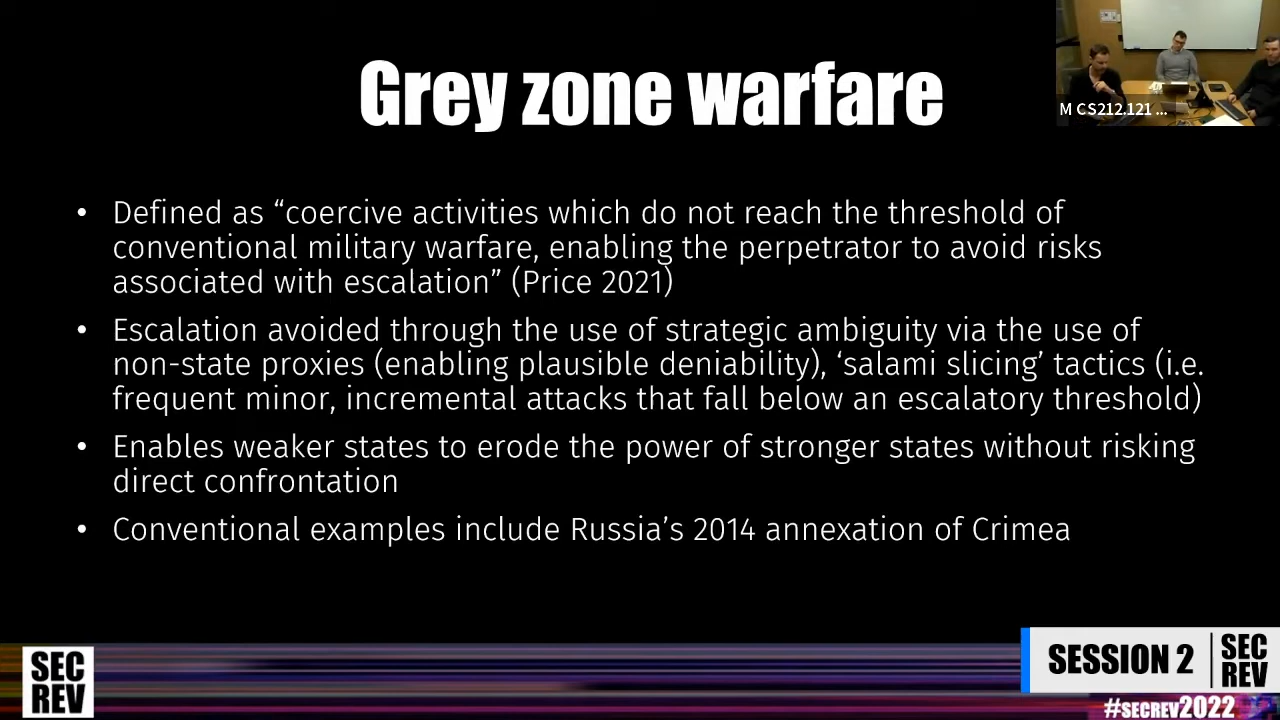 Grey zone warfare
M CS212.121 ...
• Defined as “coercive activities which do not reach the threshold of
conventional military warfare, enabling the perpetrator to avoid risks
associated with escalation” (Price 2021)
• Escalation avoided through the use of strategic ambiguity via the use of
non-state proxies (enabling plausible deniability), ‘salami slicing’ tactics (i.e.
frequent minor, incremental attacks that fall below an escalatory threshold)
• Enables weaker states to erode the power of stronger states without risking
direct confrontation
• Conventional examples include Russia’s 2014 annexation of Crimea
SEC
REV
SESSION 2
SEC
REV
#SECREV2022